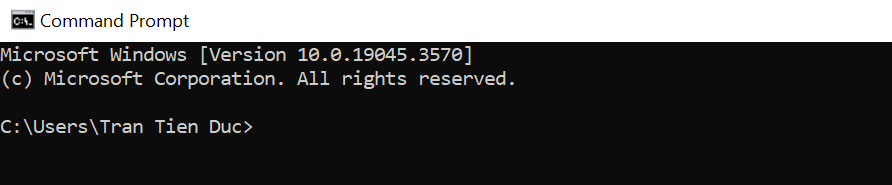 Command Prompt
Microsoft Windows [Version 10.0.19045.3570]
(c) Microsoft Corporation. All rights reserved.
C:\Users\Tran Tien Duc>